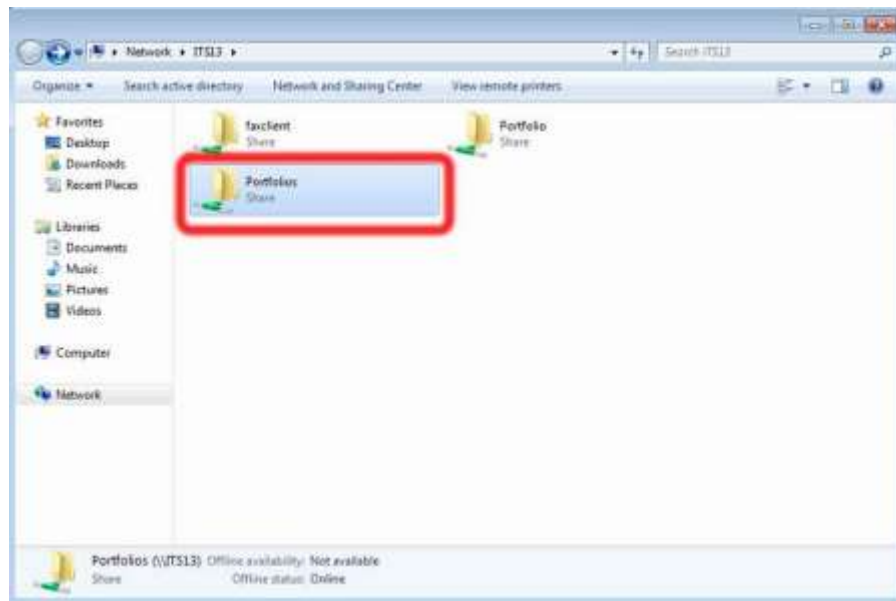 Network ▸ ITS13 ▸
Search ITS13
Organize
Search active directory
Network and Sharing Center
View remote printers
Favorites
Desktop
Downloads
Recent Places
Libraries
Documents
Music
Pictures
Videos
Computer
Network
faxclient
Share
Portfolio
Share
Portfolios
Share
Portfolios (\\ITS13) Offline availability: Not available
Share Offline status: Online